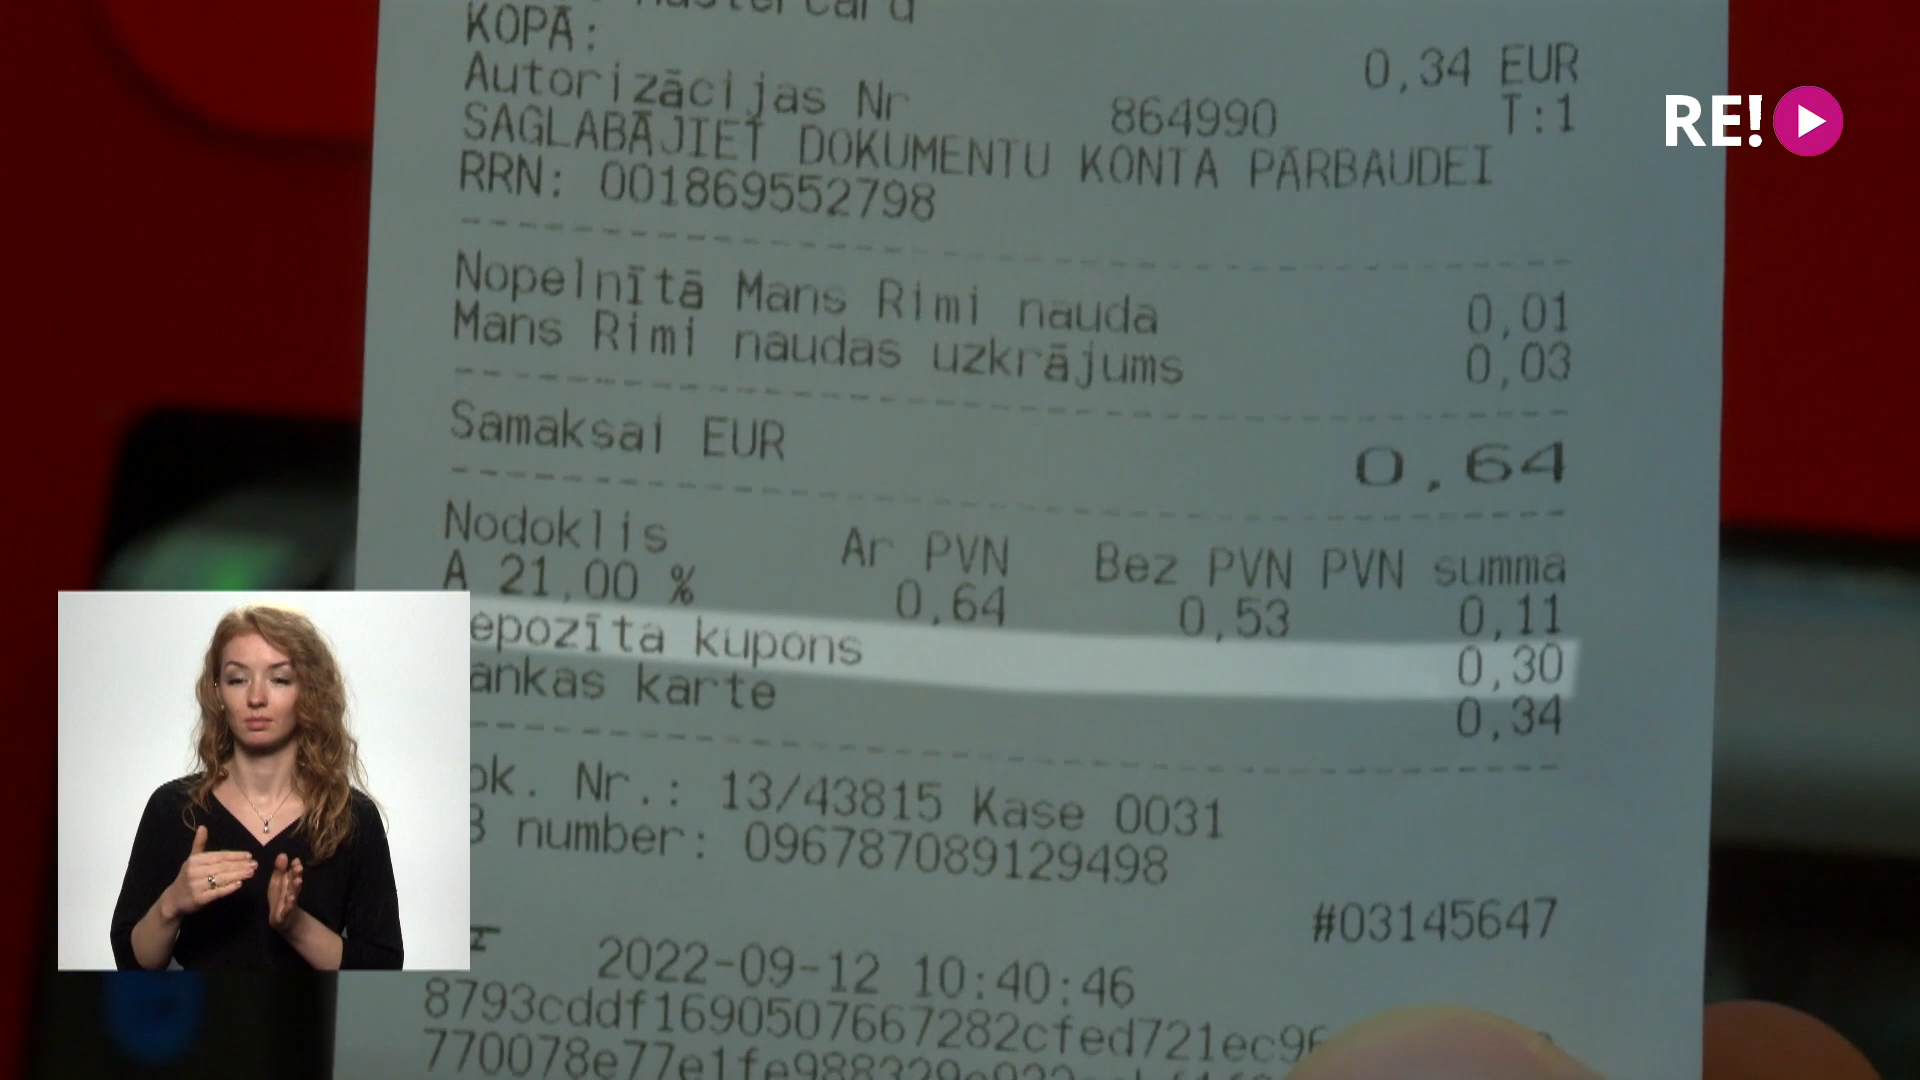 KOPĀ: 0,34 EUR
Autorizācijas Nr 864990 T:1
SAGLABĀJIET DOKUMENTU KONTA PĀRBAUDEI
RRN: 001869552798
Nopelnītā Mans Rimi nauda 0,01
Mans Rimi naudas uzkrājums 0,03
Samaksai EUR 0,64
Nodoklis Ar PVN Bez PVN PVN summa
A 21,00 % 0,64 0,53 0,11
epozīta kupons 0,30
ankas karte 0,34
ok. Nr.: 13/43815 Kase 0031
number: 096787089129498
#03145647
2022-09-12 10:40:46
8793cddf1690507667282cfed721ec96
RE!